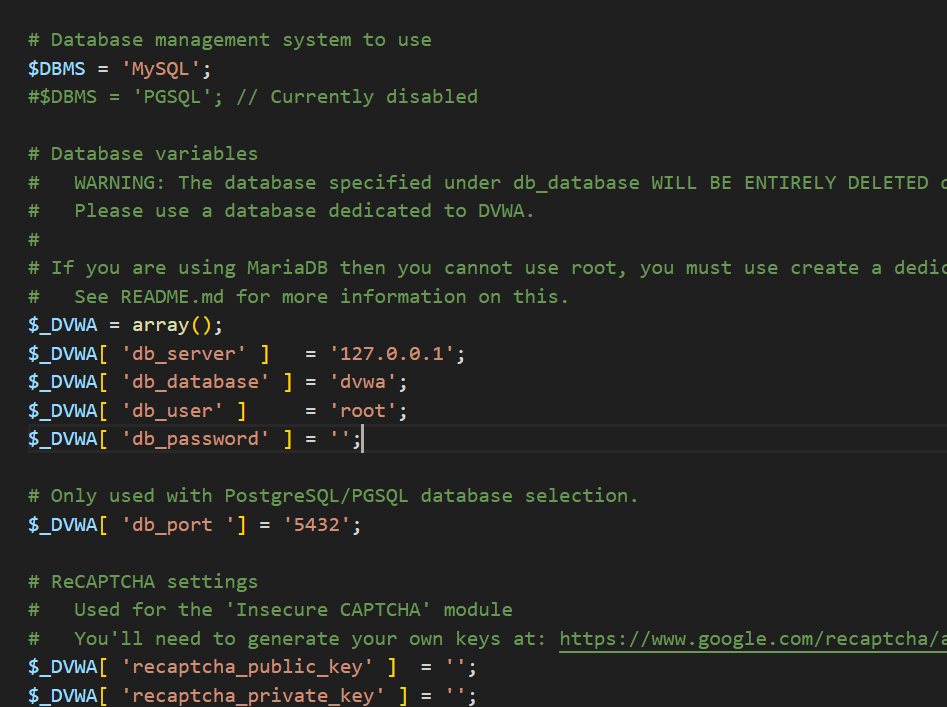 # Database management system to use
$DBMS = 'MySQL';
#$DBMS = 'PGSQL'; // Currently disabled
# Database variables
#   WARNING: The database specified under db_database WILL BE ENTIRELY DELETED
#   Please use a database dedicated to DVWA.
#
# If you are using MariaDB then you cannot use root, you must use create a
#   See README.md for more information on this.
$_DVWA = array();
$_DVWA[ 'db_server' ]   = '127.0.0.1';
$_DVWA[ 'db_database' ] = 'dvwa';
$_DVWA[ 'db_user' ]     = 'root';
$_DVWA[ 'db_password' ] = '';
# Only used with PostgreSQL/PGSQL database selection.
$_DVWA[ 'db_port '] = '5432';
# ReCAPTCHA settings
#   Used for the 'Insecure CAPTCHA' module
#   You'll need to generate your own keys at: https://www.google.com/recaptcha/
$_DVWA[ 'recaptcha_public_key' ]  = '';
$_DVWA[ 'recaptcha_private_key' ] = '';